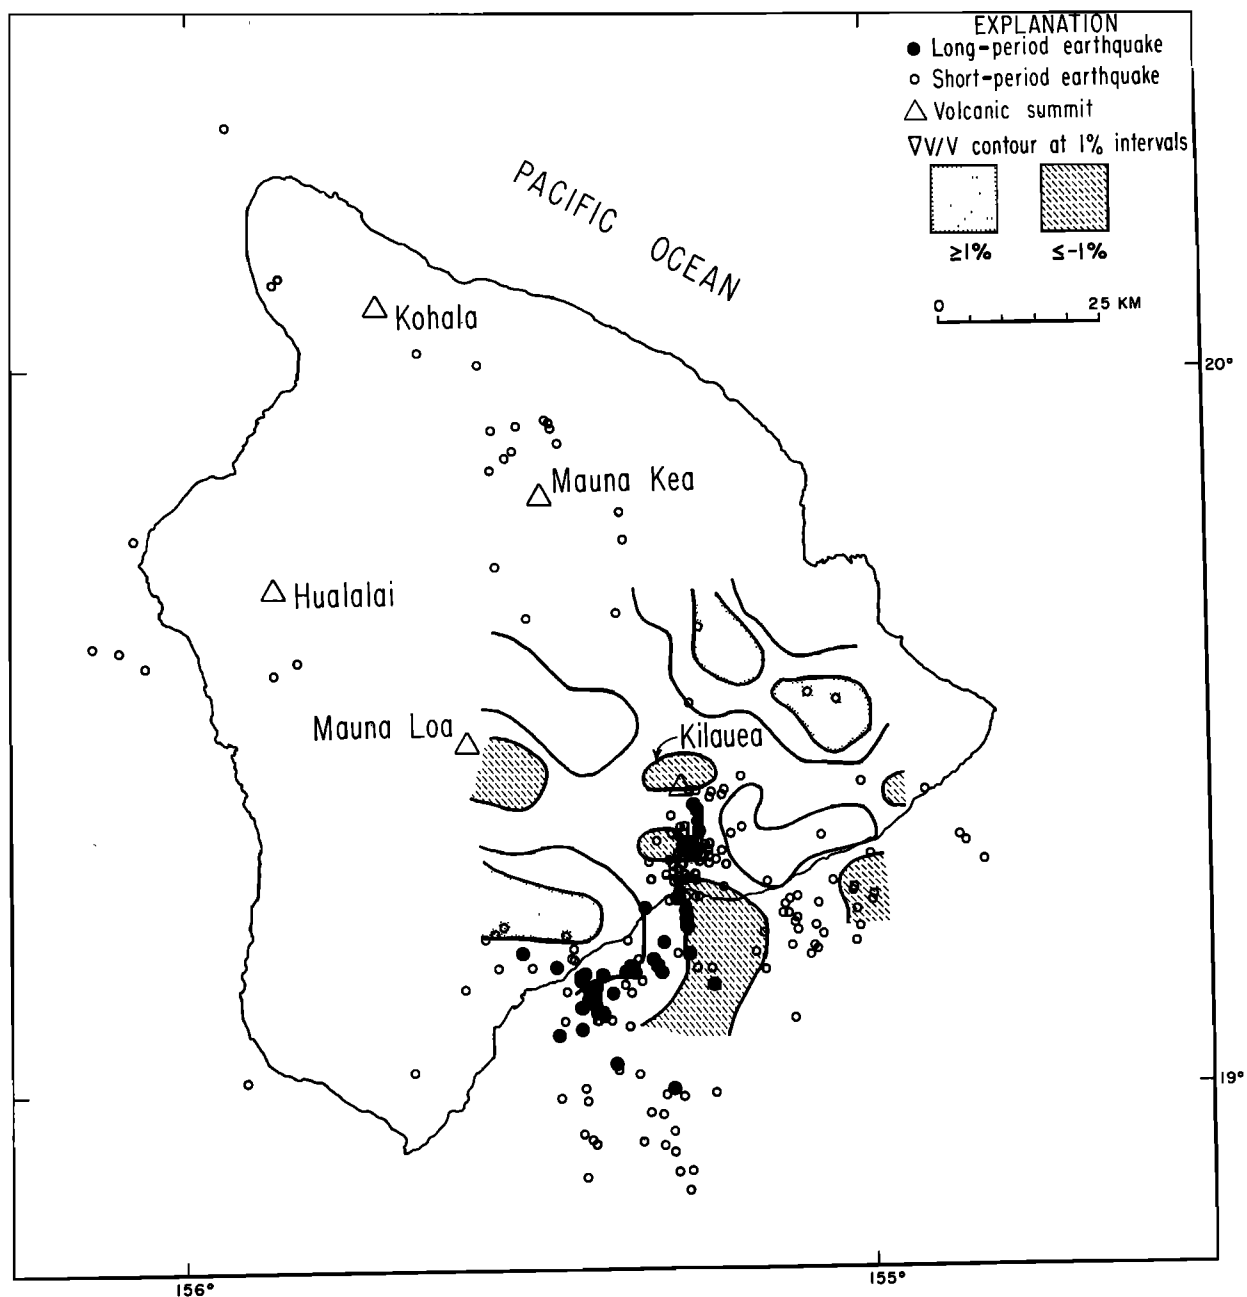 EXPLANATION
Long-period earthquake
Short-period earthquake
Volcanic summit
∇V/V contour at 1% intervals
≥1%
≤-1%
0 25 KM
PACIFIC OCEAN
Kohala
20°
Mauna Kea
Hualalai
Mauna Loa
Kilauea
19°
156°
155°